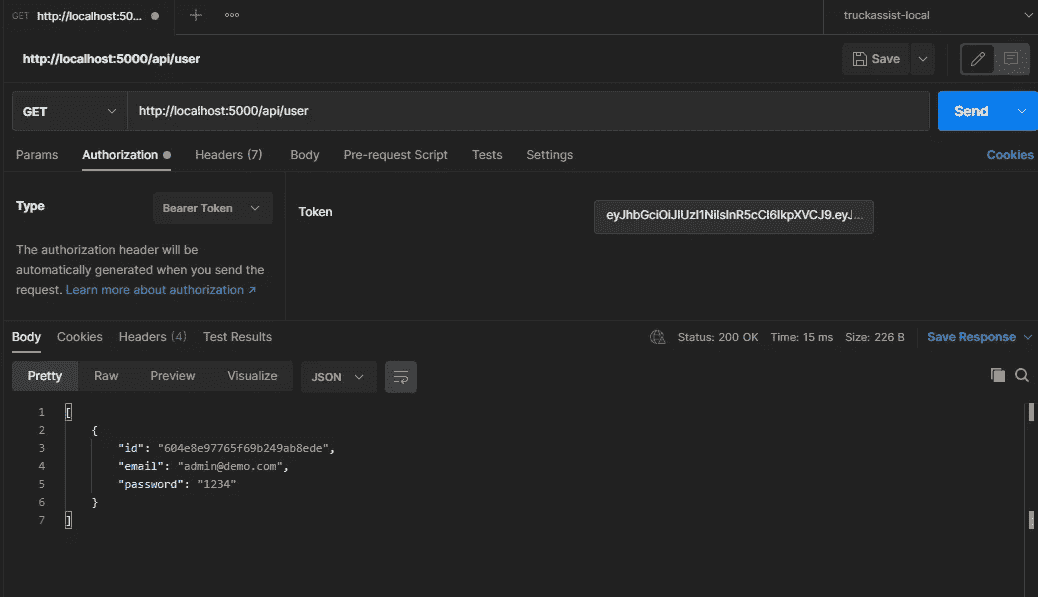 GET http://localhost:50...
truckassist-local
http://localhost:5000/api/user
Save
GET http://localhost:5000/api/user Send
Params Authorization Headers (7) Body Pre-request Script Tests Settings Cookies
Type Bearer Token Token eyJhbGciOiJIUzI1NiIsInR5cCI6IkpXVCJ9.eyJ...
The authorization header will be
automatically generated when you send the
request. Learn more about authorization ↗
Body Cookies Headers (4) Test Results Status: 200 OK Time: 15 ms Size: 226 B Save Response
Pretty Raw Preview Visualize JSON
1 [
2 {
3 "id": "604e8e97765f69b249ab8ede",
4 "email": "admin@demo.com",
5 "password": "1234"
6 }
7 ]